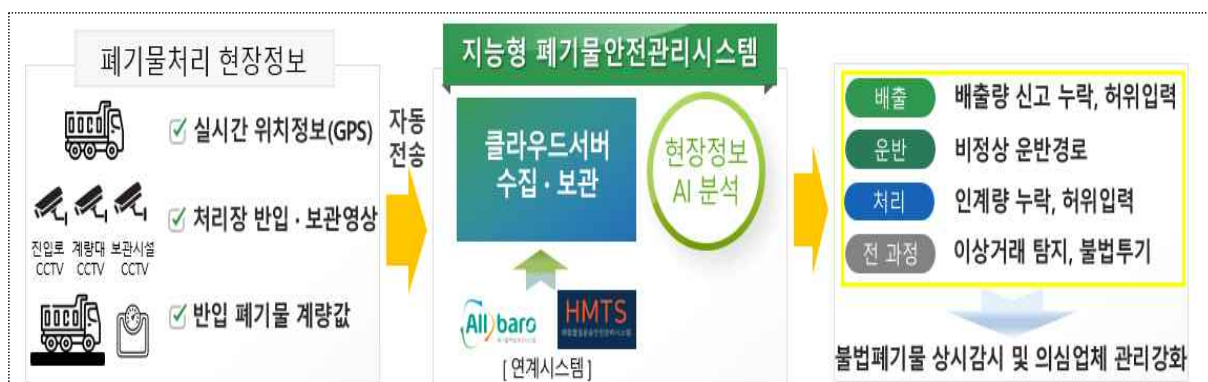 폐기물처리 현장정보
실시간 위치정보(GPS)
처리장 반입 · 보관영상
진입로 계량대 보관시설
CCTV CCTV CCTV
반입 폐기물 계량값
자동
전송
지능형 폐기물안전관리시스템
클라우드서버
수집 · 보관
현장정보
AI 분석
Allbaro
HMTS
[ 연계시스템 ]
배출 배출량 신고 누락, 허위입력
운반 비정상 운반경로
처리 인계량 누락, 허위입력
전 과정 이상거래 탐지, 불법투기
불법폐기물 상시감시 및 의심업체 관리강화